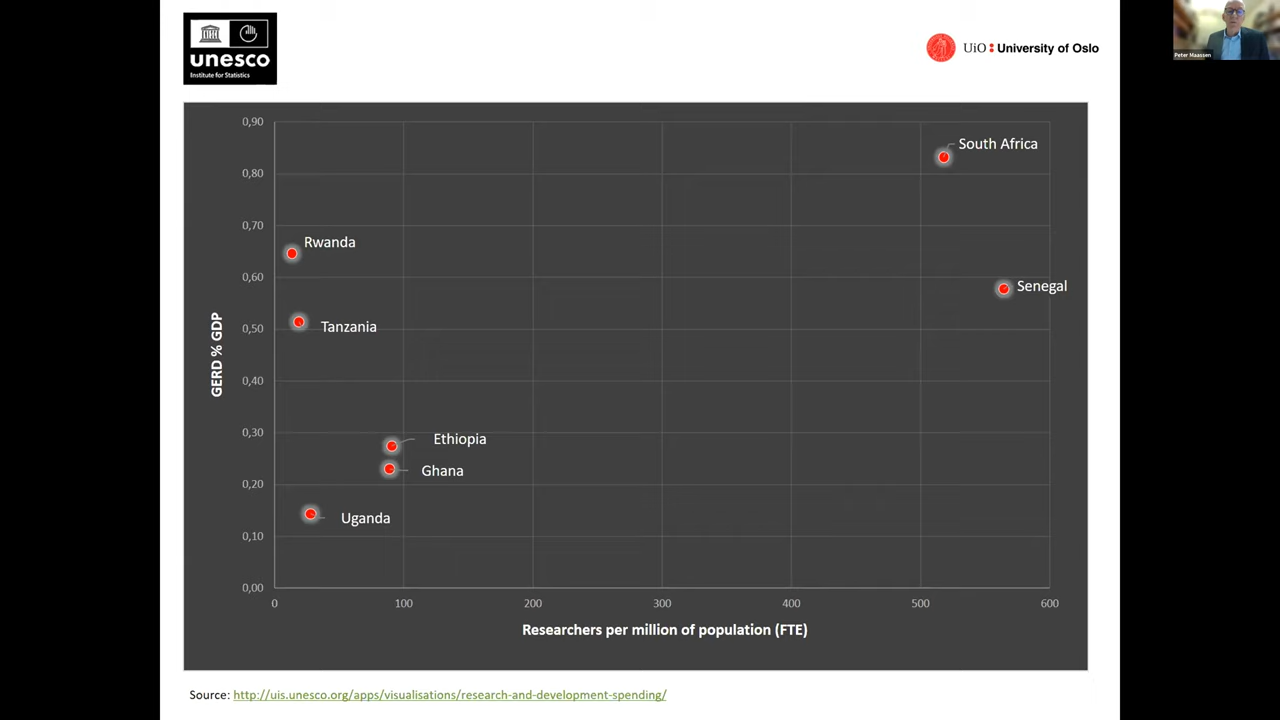 unesco
Institute for Statistics
UiO : University of Oslo
Peter Maassen
0,90
0,80
0,70
0,60
0,50
0,40
0,30
0,20
0,10
0,00
GERD % GDP
South Africa
Rwanda
Senegal
Tanzania
Ethiopia
Ghana
Uganda
0
100
200
300
400
500
600
Researchers per million of population (FTE)
Source: http://uis.unesco.org/apps/visualisations/research-and-development-spending/